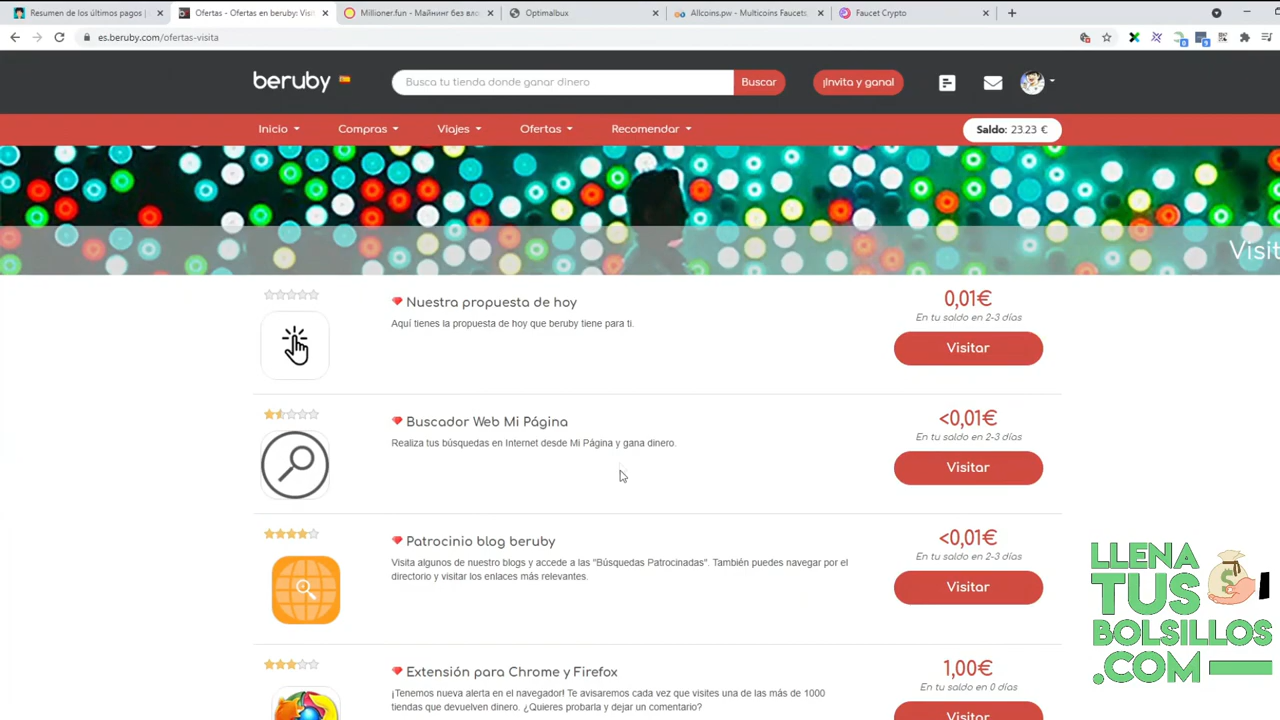 Resumen de los últimos pagos |
Ofertas - Ofertas en beruby: Visi
Millioner.fun - Майнинг без вло
Optimalbux
Allcoins.pw - Multicoins Faucets
Faucet Crypto
es.beruby.com/ofertas-visita
beruby
Busca tu tienda donde ganar dinero
Buscar
¡Invita y gana!
Inicio
Compras
Viajes
Ofertas
Recomendar
Saldo: 23.23 €
Visit
Nuestra propuesta de hoy
Aquí tienes la propuesta de hoy que beruby tiene para ti.
0,01€
En tu saldo en 2-3 días
Visitar
Buscador Web Mi Página
Realiza tus búsquedas en Internet desde Mi Página y gana dinero.
<0,01€
En tu saldo en 2-3 días
Visitar
Patrocinio blog beruby
Visita algunos de nuestro blogs y accede a las "Búsquedas Patrocinadas". También puedes navegar por el
directorio y visitar los enlaces más relevantes.
<0,01€
En tu saldo en 2-3 días
Visitar
LLENA
TUS
BOLSILLOS
.COM
Extensión para Chrome y Firefox
¡Tenemos nueva alerta en el navegador! Te avisaremos cada vez que visites una de las más de 1000
tiendas que devuelven dinero. ¿Quieres probarla y dejar un comentario?
1,00€
En tu saldo en 0 días
Visitar